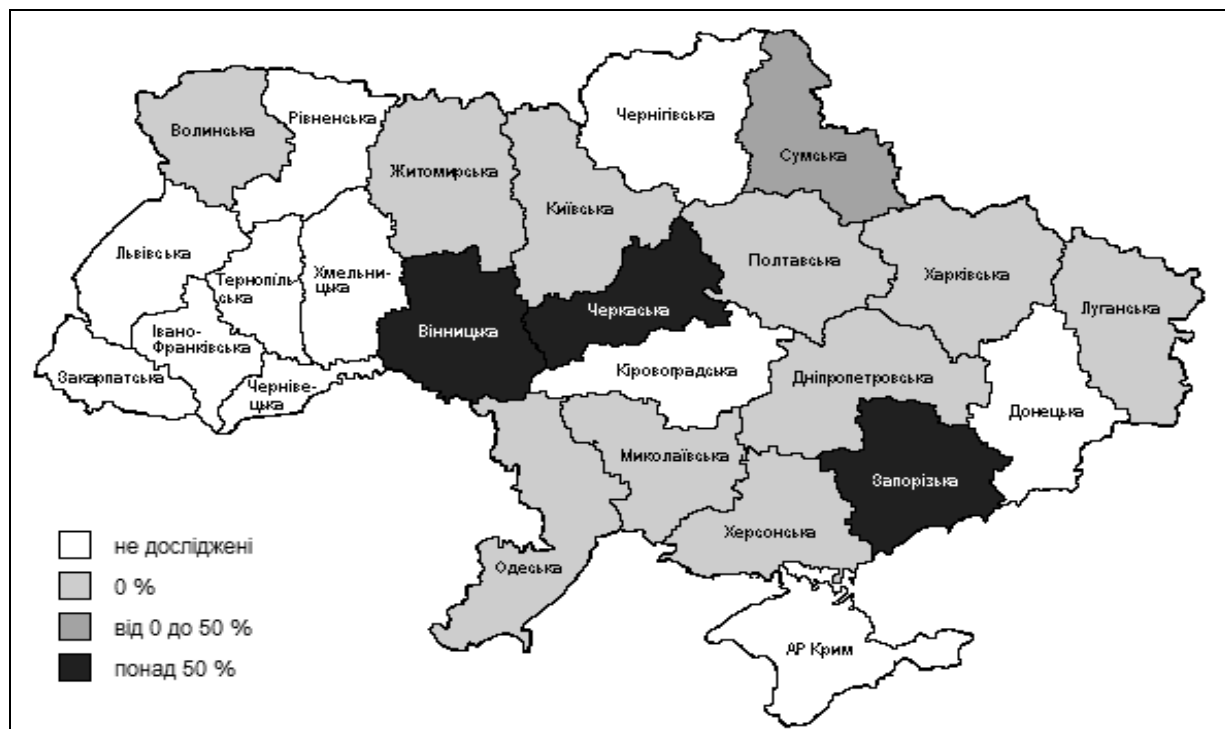 Волинська
Рівненська
Житомирська
Київська
Чернігівська
Сумська
Львівська
Тернопіль-
ська
Хмельни-
цька
Івано-
Франківська
Закарпатська
Черніве-
цька
Вінницька
Черкаська
Полтавська
Харківська
Луганська
Кіровоградська
Дніпропетровська
Донецька
Запорізька
Миколаївська
Херсонська
Одеська
АР Крим
не досліджені
0 %
від 0 до 50 %
понад 50 %